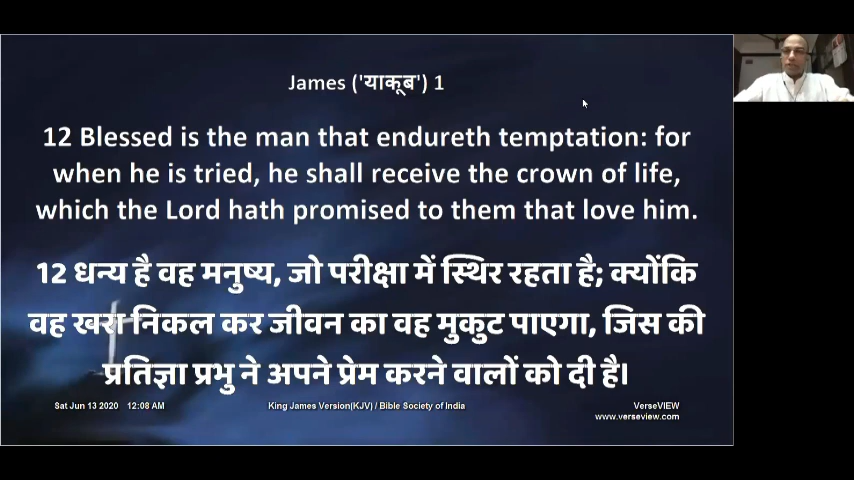 James ('याकूब') 1
12 Blessed is the man that endureth temptation: for
when he is tried, he shall receive the crown of life,
which the Lord hath promised to them that love him.
12 धन्य है वह मनुष्य, जो परीक्षा में स्थिर रहता है; क्योंकि
वह खरा निकल कर जीवन का वह मुकुट पाएगा, जिस की
प्रतिज्ञा प्रभु ने अपने प्रेम करने वालों को दी है।
Sat Jun 13 2020 12:08 AM King James Version(KJV) / Bible Society of India VerseVIEW
www.verseview.com